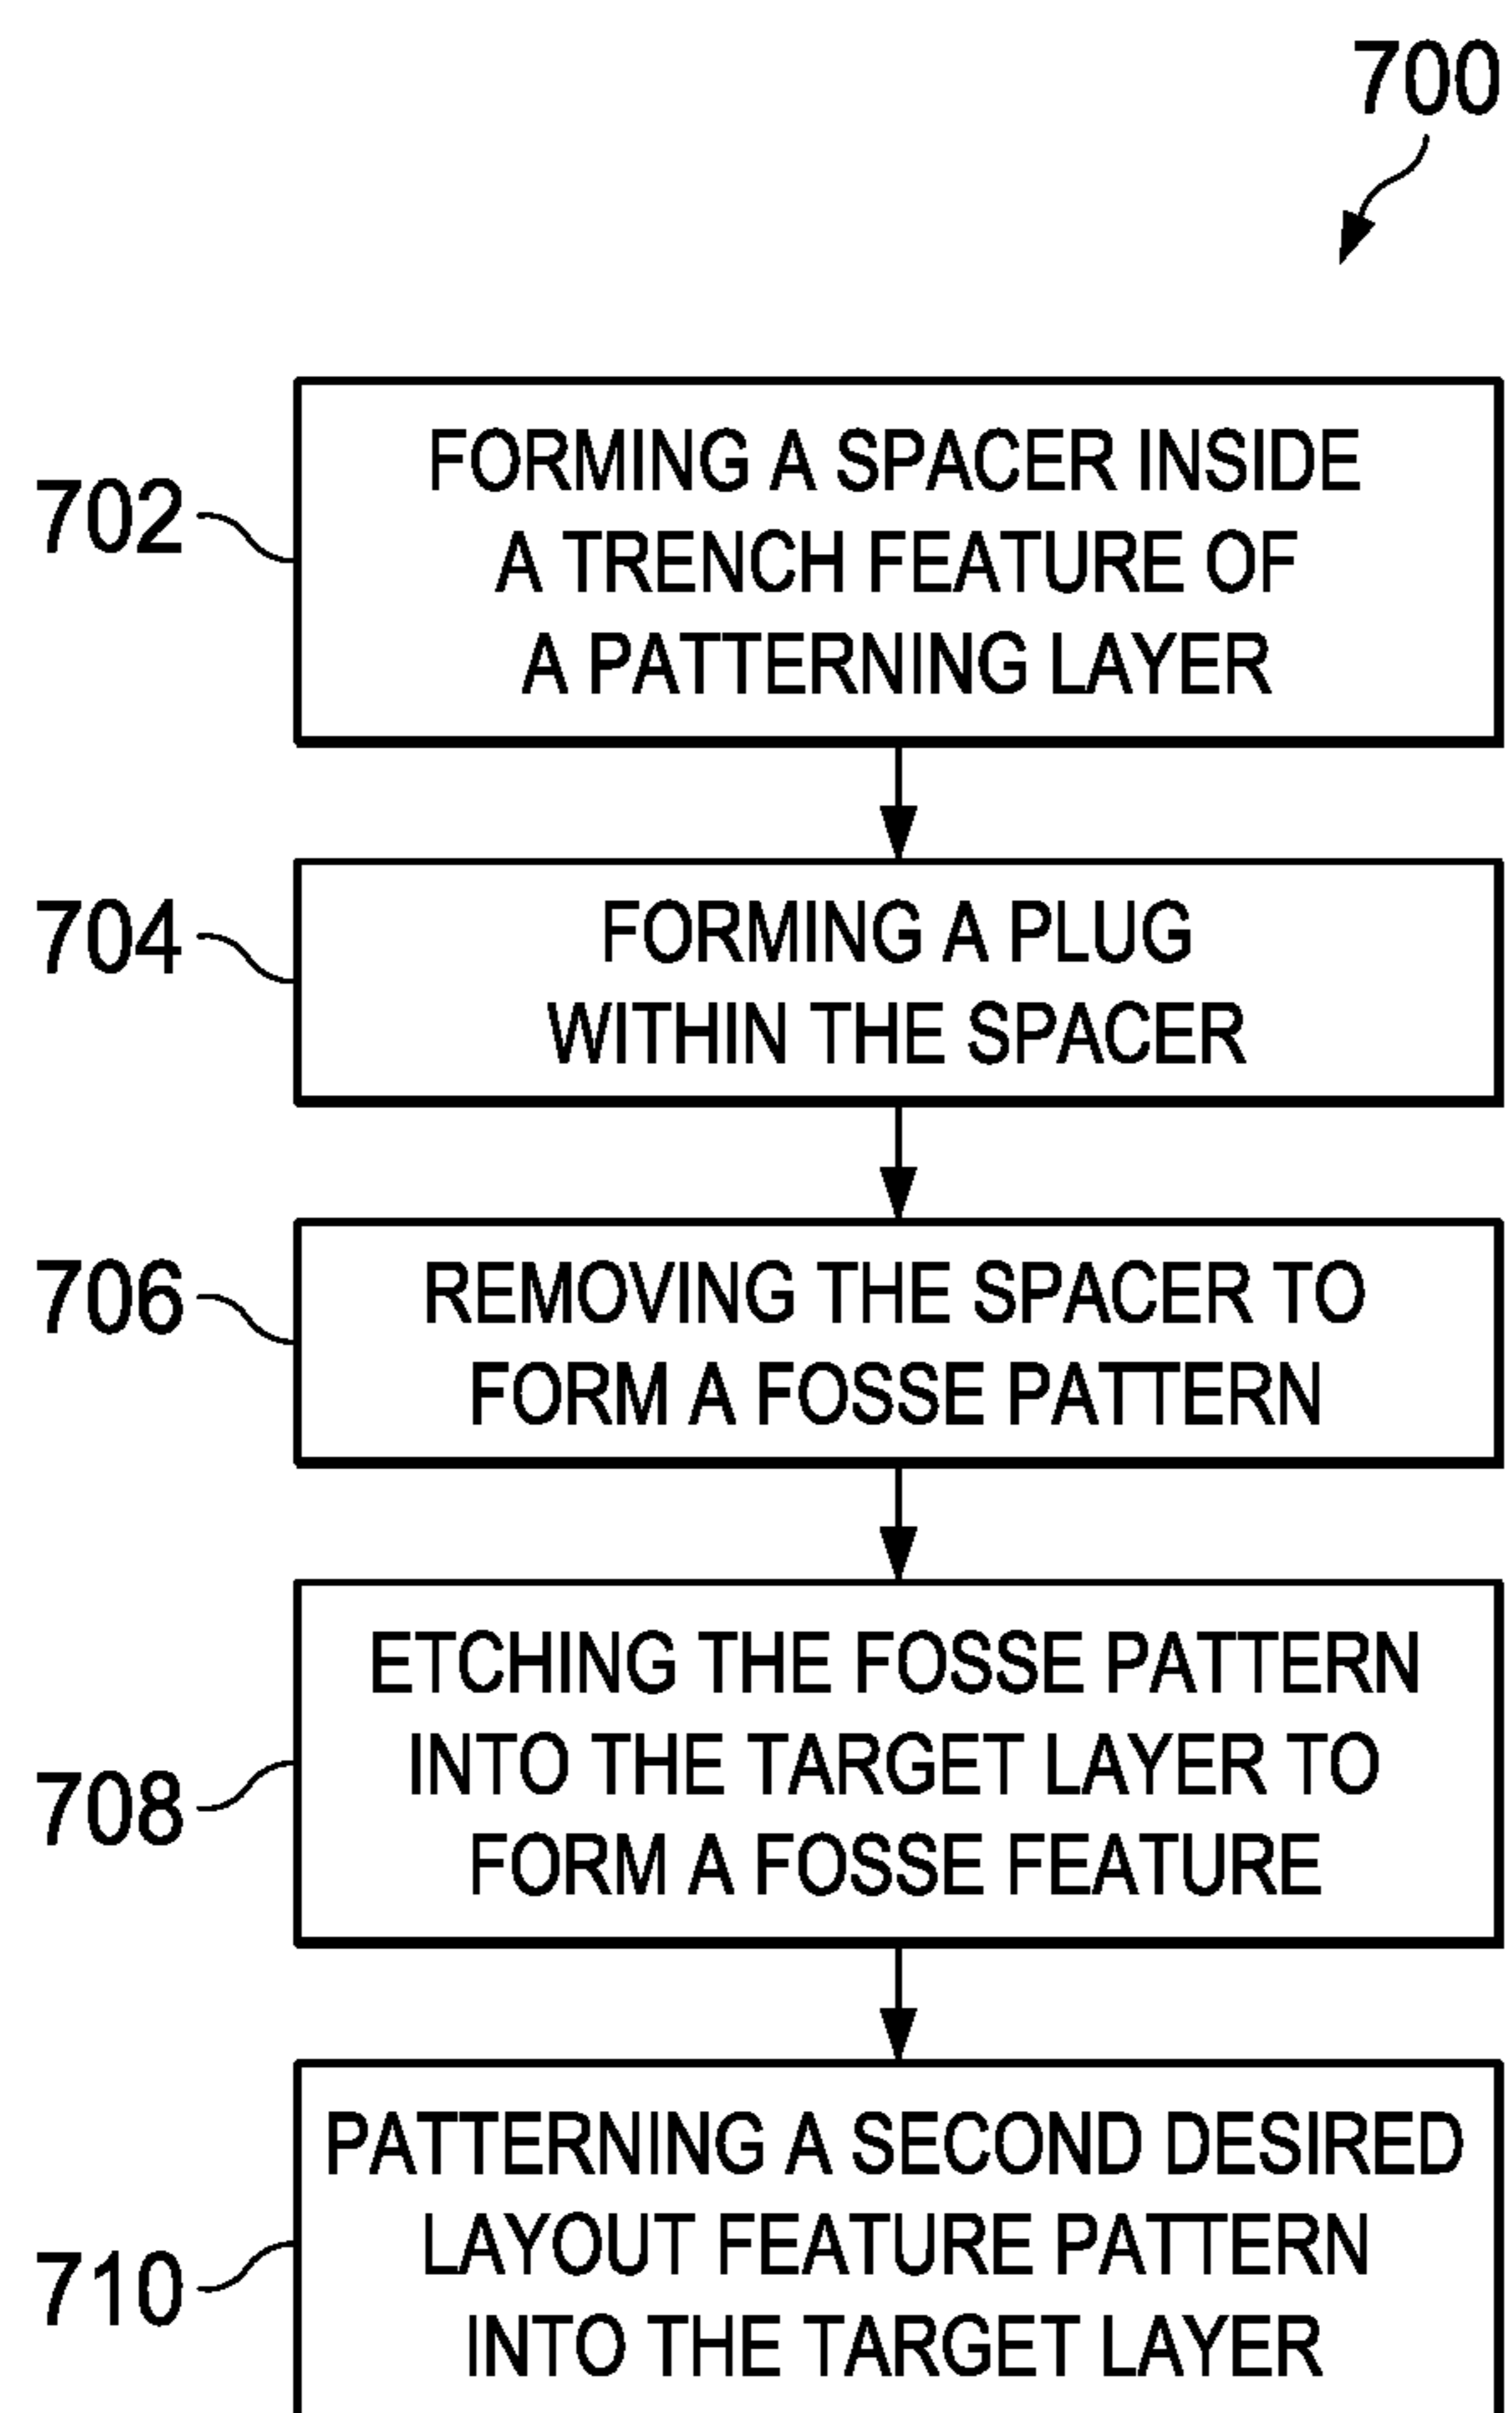 700
702
FORMING A SPACER INSIDE
A TRENCH FEATURE OF
A PATTERNING LAYER
704
FORMING A PLUG
WITHIN THE SPACER
706
REMOVING THE SPACER TO
FORM A FOSSE PATTERN
708
ETCHING THE FOSSE PATTERN
INTO THE TARGET LAYER TO
FORM A FOSSE FEATURE
710
PATTERNING A SECOND DESIRED
LAYOUT FEATURE PATTERN
INTO THE TARGET LAYER